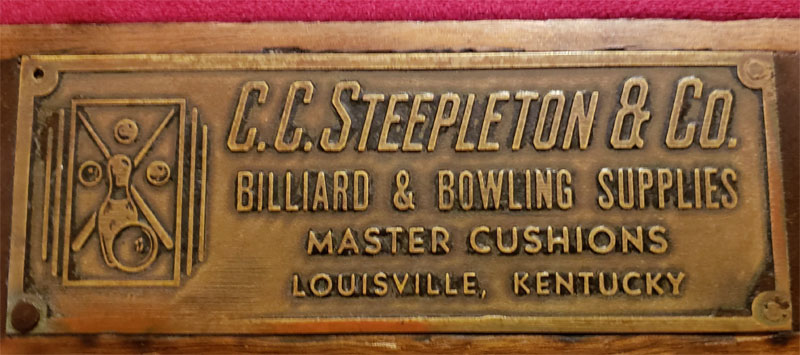 C.C. STEEPLETON & CO.
BILLIARD & BOWLING SUPPLIES
MASTER CUSHIONS
LOUISVILLE, KENTUCKY